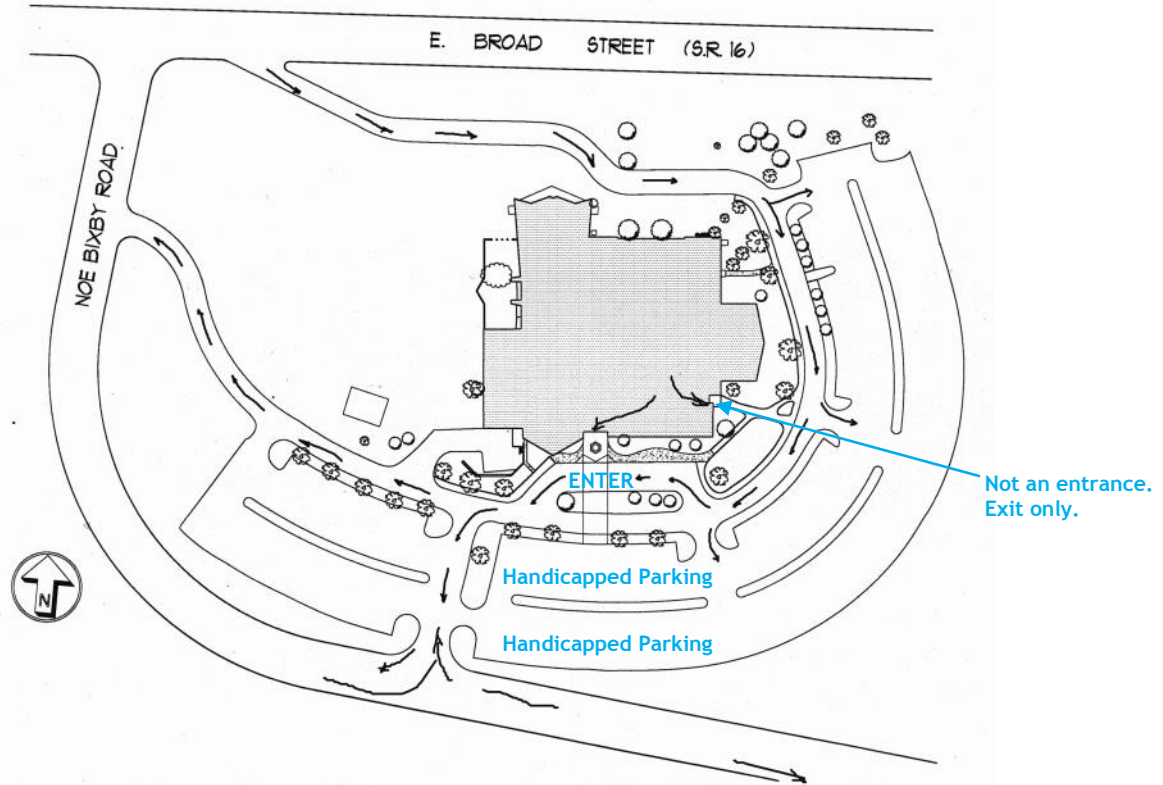 E. BROAD STREET (S.R. 16)
NOE BIXBY ROAD
ENTER
Not an entrance.
Exit only.
Handicapped Parking
Handicapped Parking
N